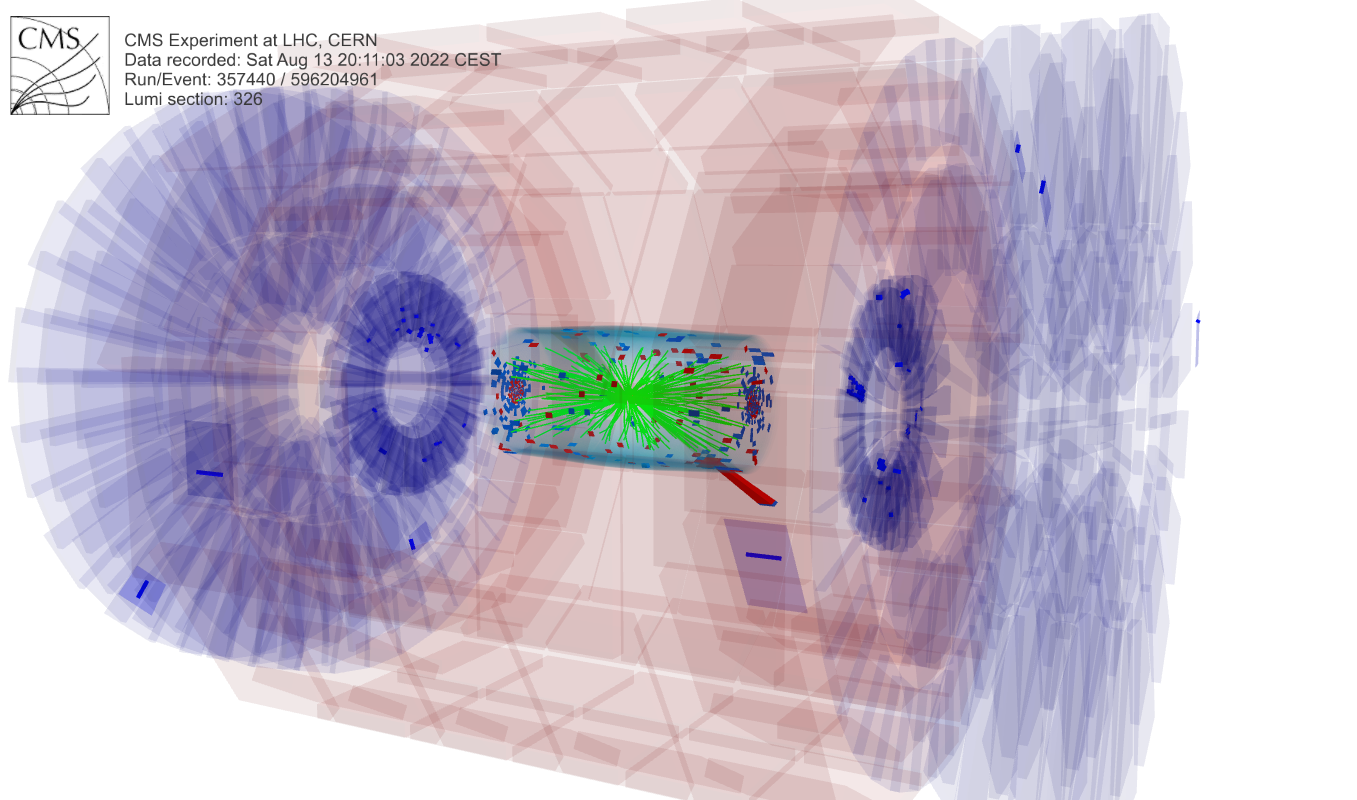 CMS
CMS Experiment at LHC, CERN
Data recorded: Sat Aug 13 20:11:03 2022 CEST
Run/Event: 357440 / 596204961
Lumi section: 326